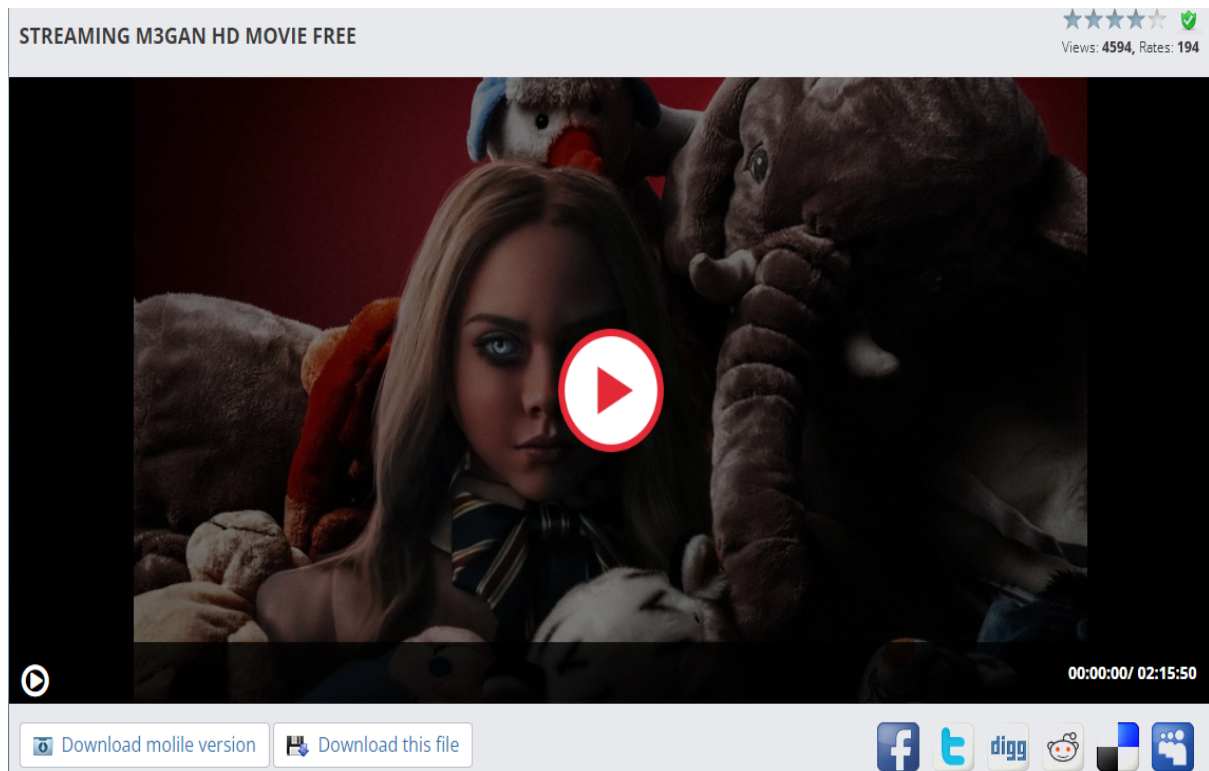 STREAMING M3GAN HD MOVIE FREE
Views: 4594, Rates: 194
00:00:00/ 02:15:50
Download molile version
Download this file
digg